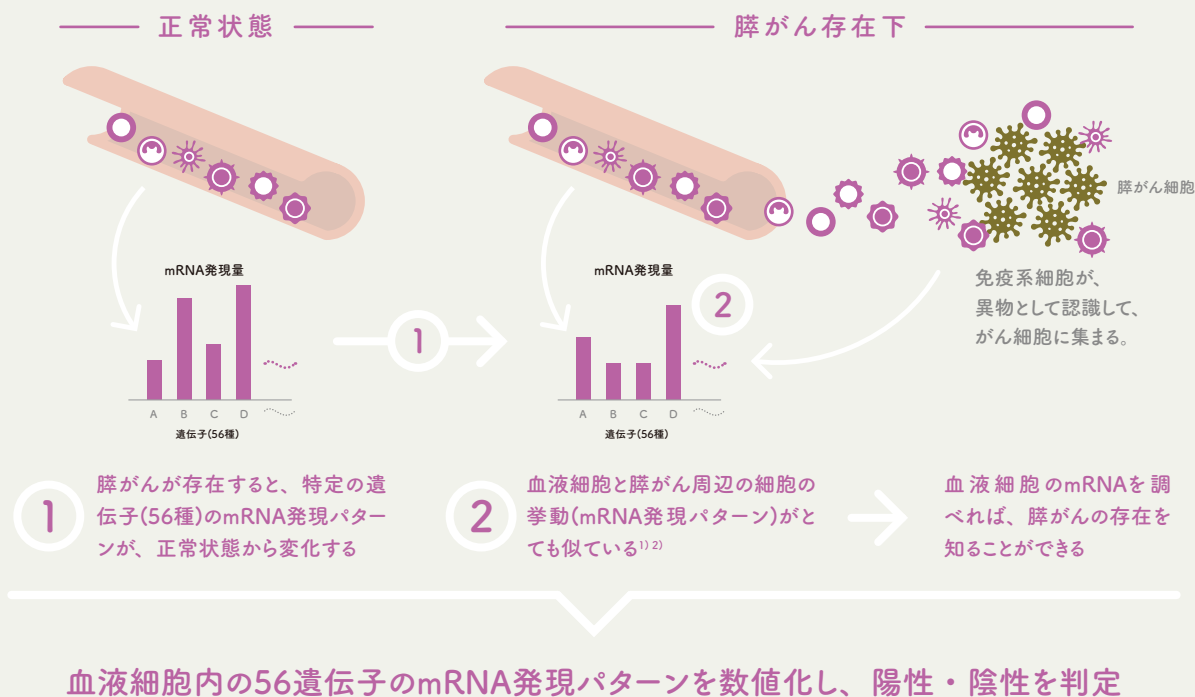 正常状態
膵がん存在下
膵がん細胞
免疫系細胞が、
異物として認識して、
がん細胞に集まる。
mRNA発現量
A B C D
遺伝子(56種)
1
mRNA発現量
2
A B C D
遺伝子(56種)
1
膵がんが存在すると、特定の遺
伝子(56種)のmRNA発現パター
ンが、正常状態から変化する
2
血液細胞と膵がん周辺の細胞の
挙動(mRNA発現パターン)がと
ても似ている1) 2)
血液細胞のmRNAを調
べれば、膵がんの存在を
知ることができる
血液細胞内の56遺伝子のmRNA発現パターンを数値化し、陽性・陰性を判定